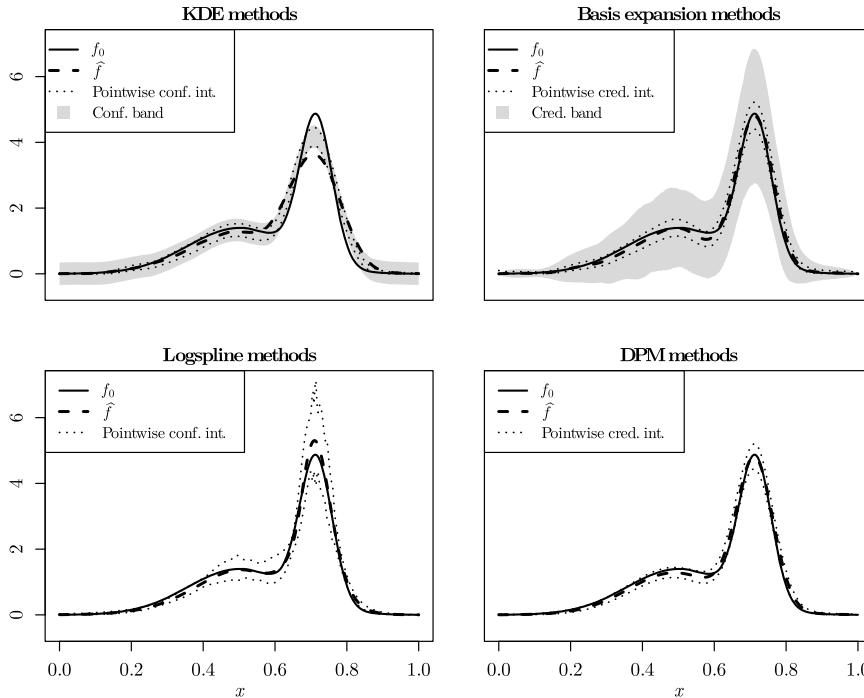 KDE methods
f̂₀
f̂
Pointwise conf. int.
Conf. band
0 2 4 6
Basis expansion methods
f₀
f̂
Pointwise cred. int.
Cred. band
Logspline methods
f₀
f̂
Pointwise conf. int.
0 2 4 6
0.0 0.2 0.4 0.6 0.8 1.0
x
DPM methods
f₀
f̂
Pointwise cred. int.
0.0 0.2 0.4 0.6 0.8 1.0
x